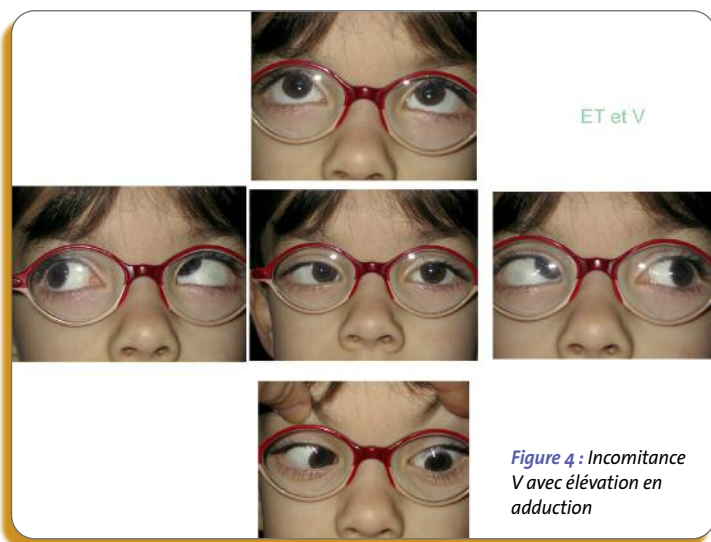 ET et V
Figure 4 : Incomitance
V avec élévation en
adduction